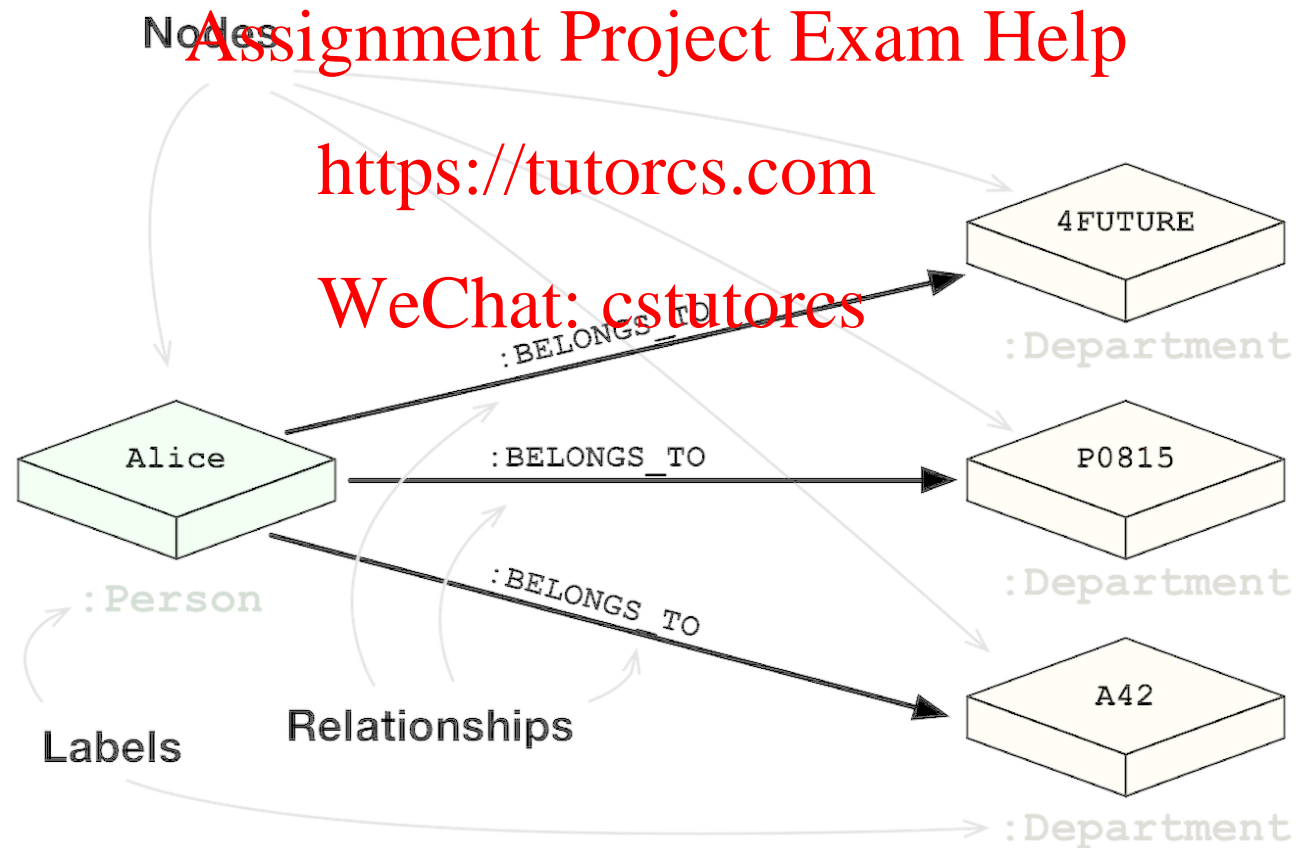 Nodes
Assignment Project Exam Help
https://tutorcs.com
WeChat: cstutorcs
4FUTURE
:Department
:BELONGS_TO
Alice
:Person
:BELONGS_TO
P0815
:Department
:BELONGS_TO
A42
:Department
Relationships
Labels